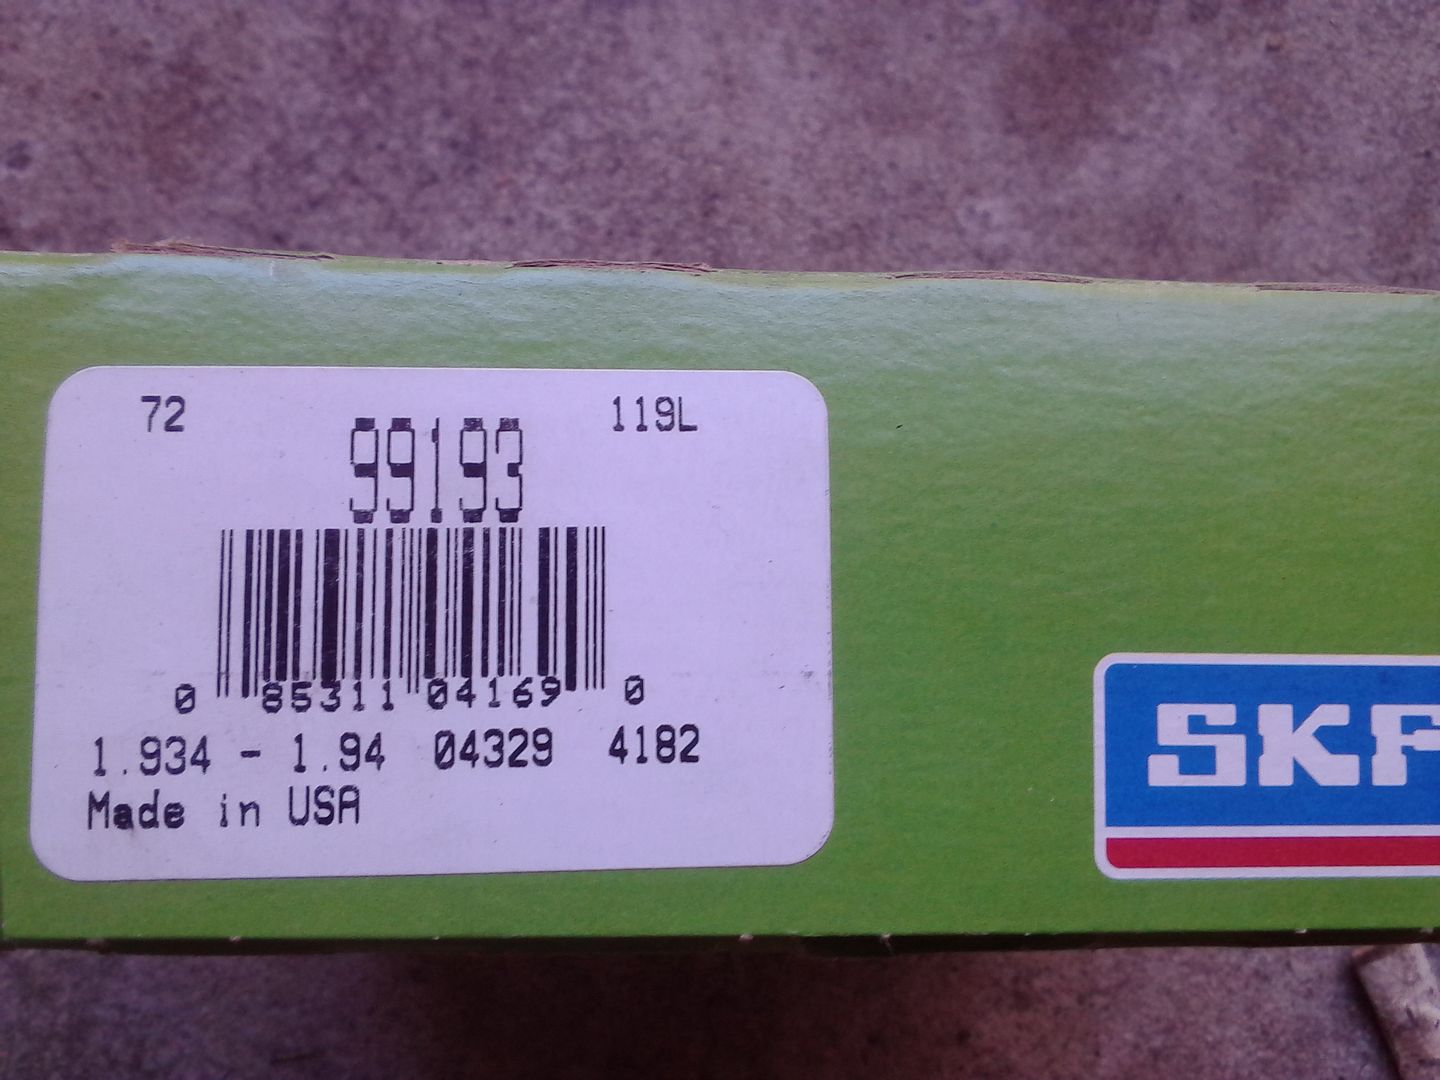 72 119L
99193
0 85311 04169 0
1.934 - 1.94 04329 4182
Made in USA
SKF